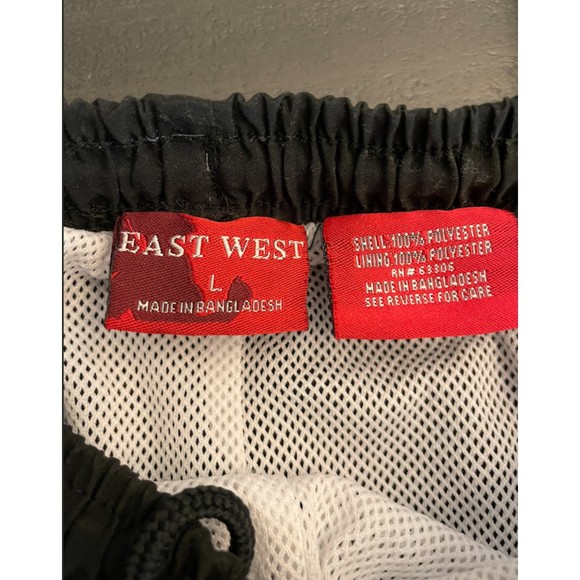 EAST WEST
L
MADE IN BANGLADESH
SHELL: 100% POLYESTER
LINING 100% POLYESTER
RN# 63306
MADE IN BANGLADESH
SEE REVERSE FOR CARE